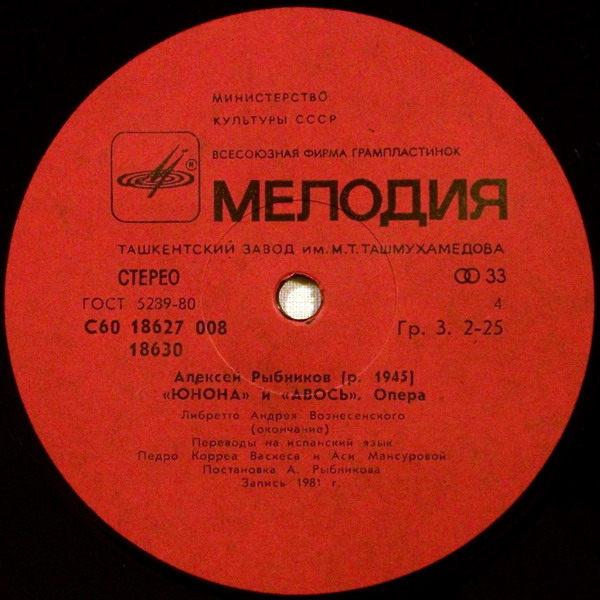 МИНИСТЕРСТВО
КУЛЬТУРЫ СССР
ВСЕСОЮЗНАЯ ФИРМА ГРАМПЛАСТИНОК
®
МЕЛОДИЯ
ТАШКЕНТСКИЙ ЗАВОД ИМ. М.Т. ТАШМУХАМЕДОВА
СТЕРЕО 33
ГОСТ 5289-80 4
С60 18627 008 Гр. 3. 2-25
18630
Алексей Рыбников (р. 1945)
«ЮНОНА» и «АВОСЬ». Опера
Либретто Андрея Вознесенского
(окончание)
Переводы на испанский язык
Педро Корреа Васкеса и Аси Мансуровой
Постановка А. Рыбникова
Запись 1981 г.